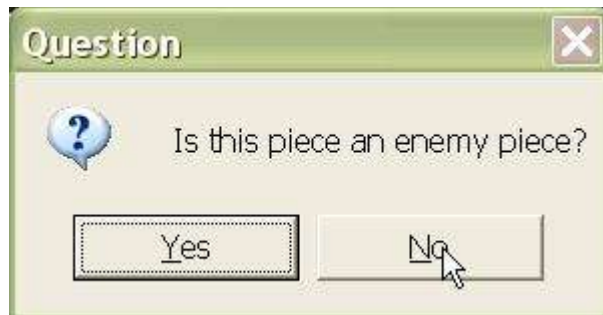 Question
Is this piece an enemy piece?
Yes
No